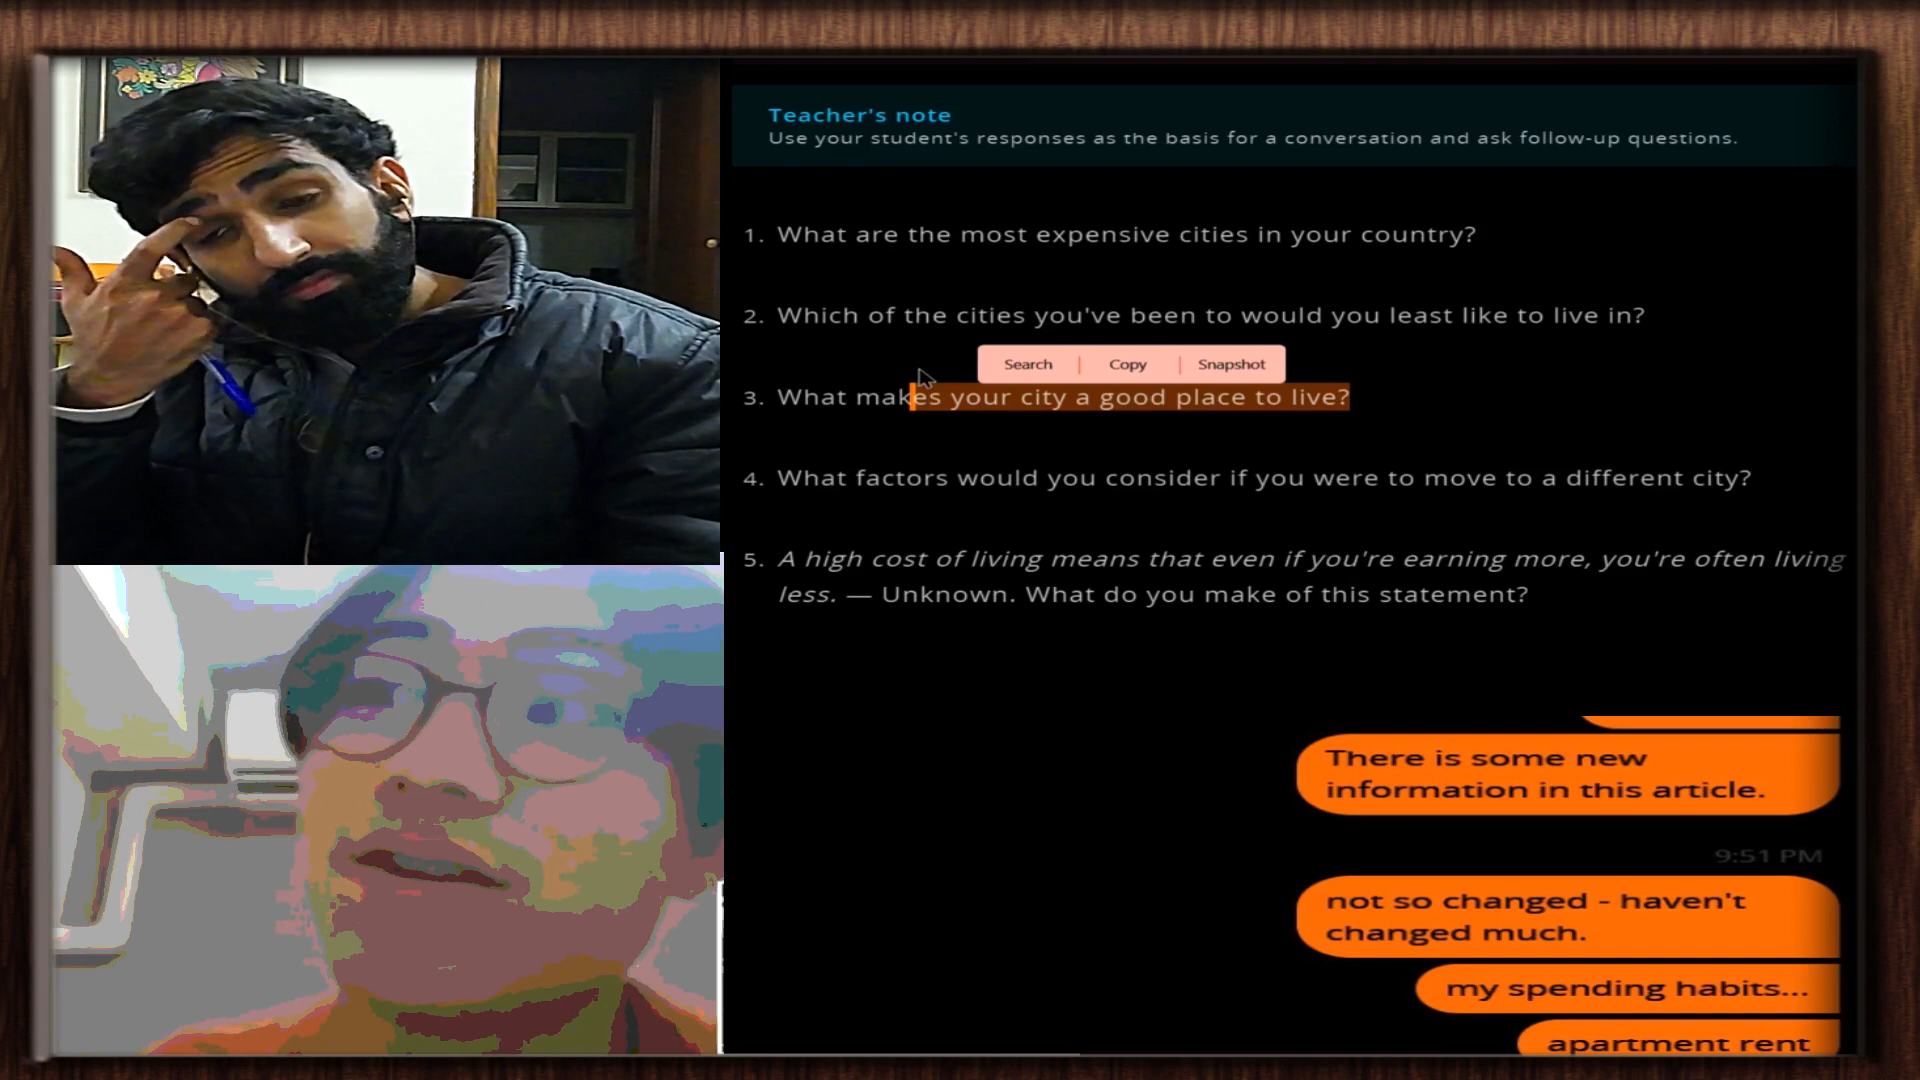 Teacher's note
Use your student's responses as the basis for a conversation and ask follow-up questions.
1. What are the most expensive cities in your country?
2. Which of the cities you've been to would you least like to live in?
Search
Copy
Snapshot
3. What makes your city a good place to live?
4. What factors would you consider if you were to move to a different city?
5. A high cost of living means that even if you're earning more, you're often living
less. — Unknown. What do you make of this statement?
There is some new
information in this article.
9:51 PM
not so changed - haven't
changed much.
my spending habits...
apartment rent